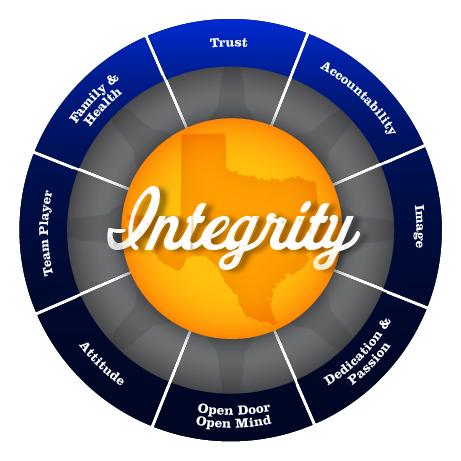 Trust
Accountability
Image
Dedication &
Passion
Open Door
Open Mind
Attitude
Team Player
Family &
Health
Integrity